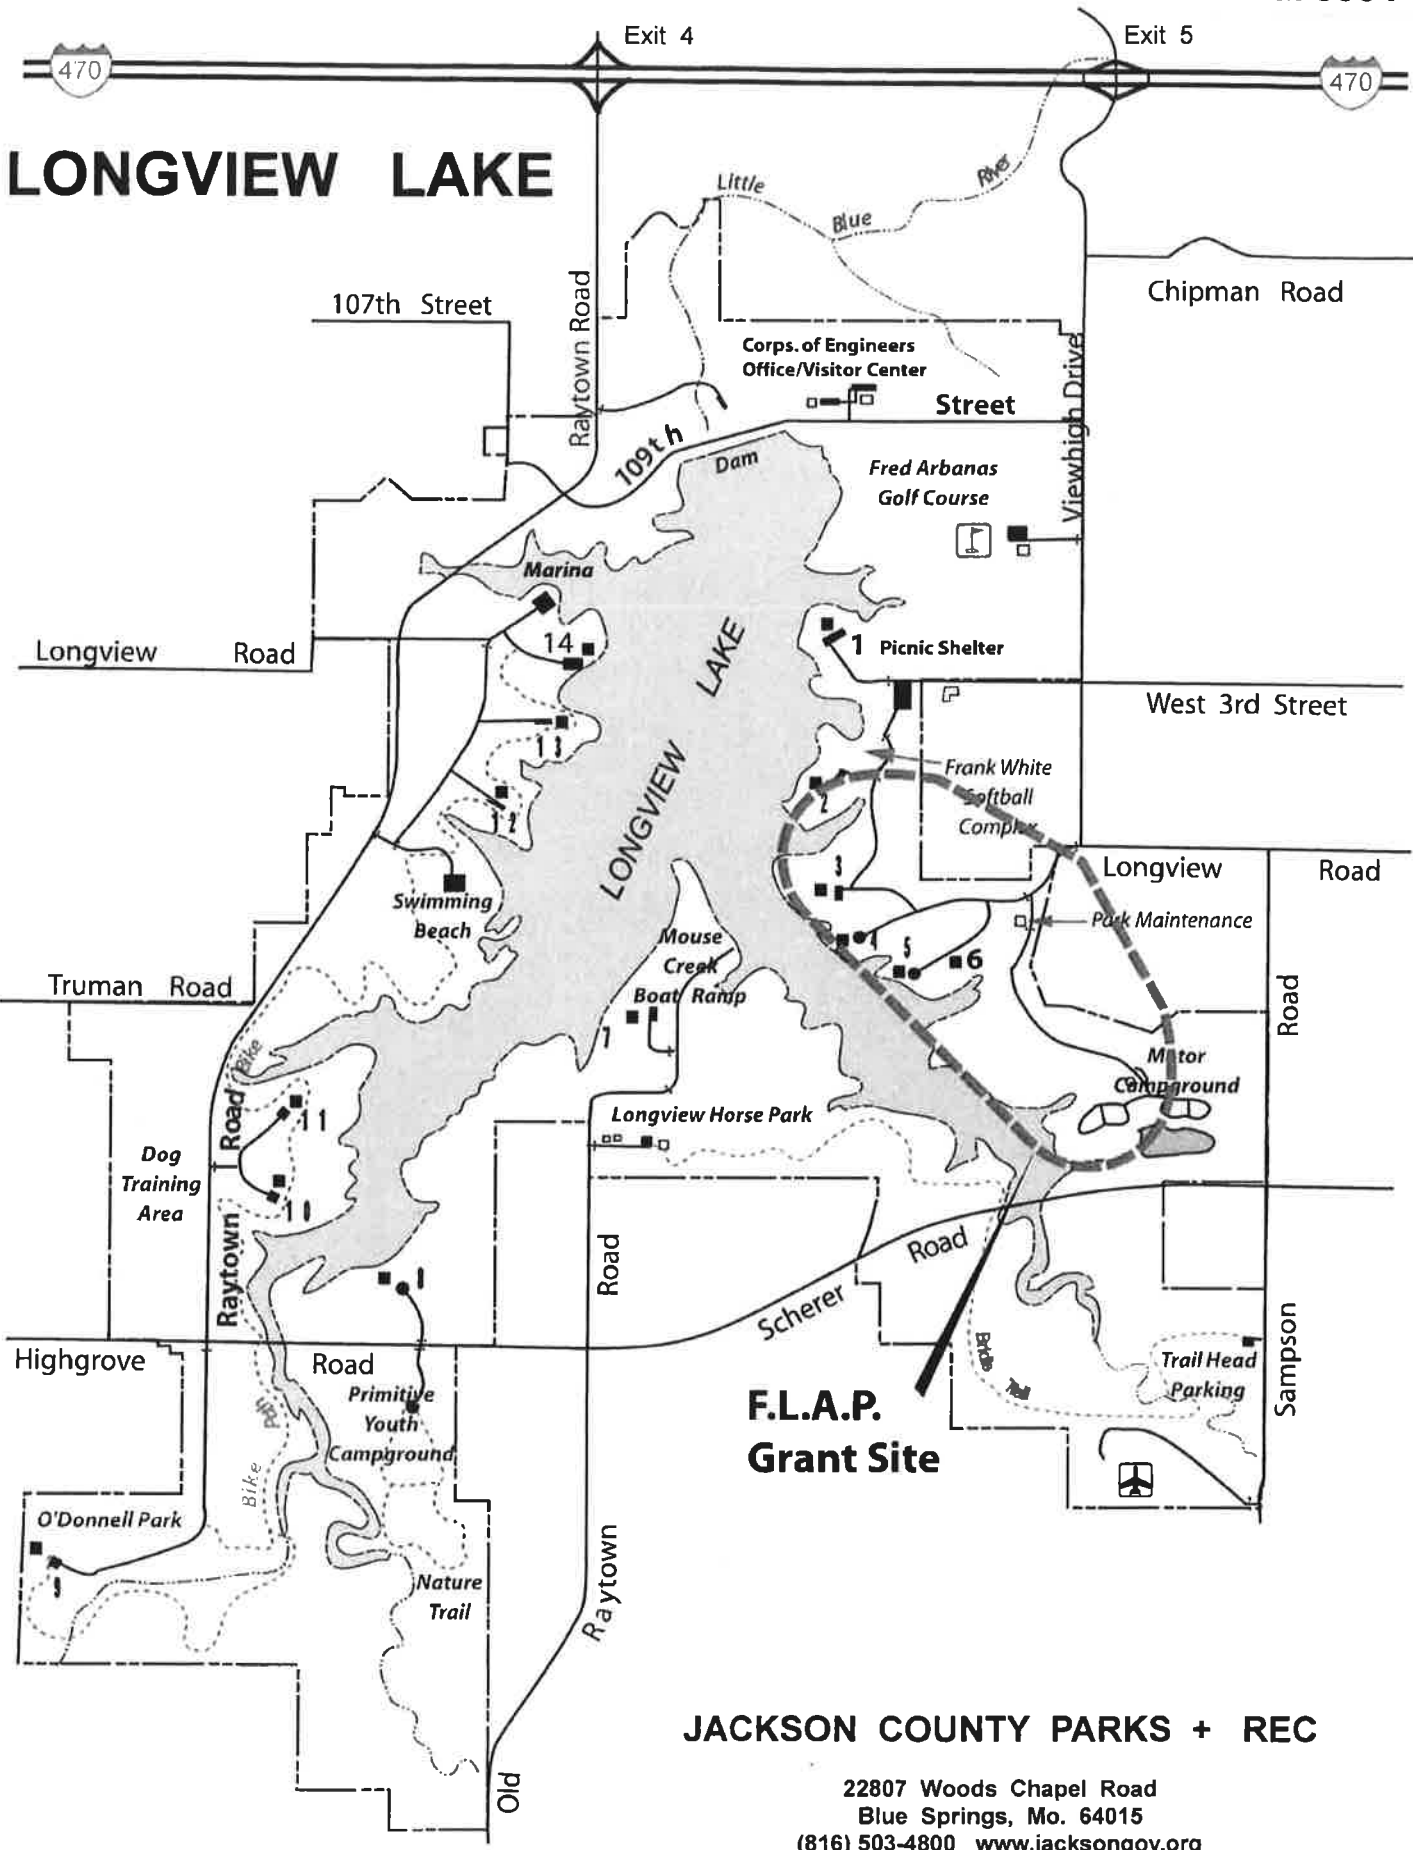 Exit 4
Exit 5
470
470
LONGVIEW LAKE
Little
Blue
River
107th Street
Raytown Road
Chipman Road
Corps. of Engineers
Office/Visitor Center
Street
109th
Dam
Viewhigh Drive
Fred Arbanas
Golf Course
Marina
14
1 Picnic Shelter
Longview Road
LONGVIEW LAKE
West 3rd Street
13
Frank White
Softball
Complex
2
12
3
Longview Road
Swimming
Beach
Park Maintenance
4
5
6
Mouse
Creek
Boat Ramp
7
Truman Road
Bike
Road
Motor
Campground
11
Longview Horse Park
Dog
Training
Area
10
Raytown
Road
Road
Scherer
Highgrove
Road
Primitive
Youth
Campground
Path
Bike
Bridle
Trail
Trail Head
Parking
Sampson
Road
F.L.A.P.
Grant Site
O'Donnell Park
Nature
Trail
Raytown
Old
JACKSON COUNTY PARKS + REC
22807 Woods Chapel Road
Blue Springs, Mo. 64015
(816) 503-4800 www.jacksongov.org